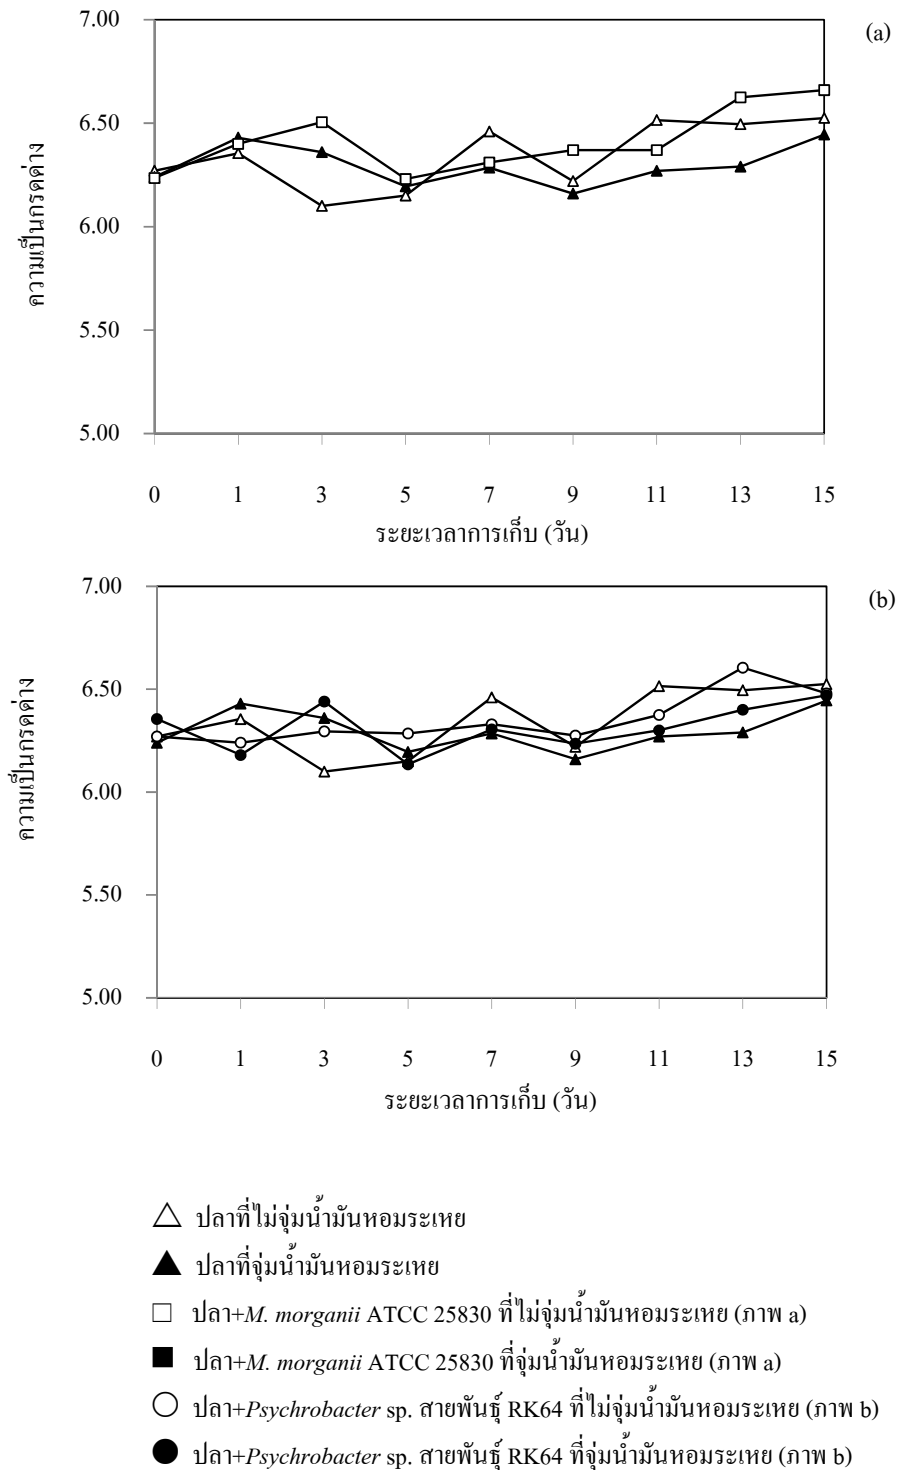 7.00
(a)
6.50
6.00
5.50
5.00
ความเป็นกรดด่าง
0 1 3 5 7 9 11 13 15
ระยะเวลาการเก็บ (วัน)
7.00
(b)
6.50
6.00
5.50
5.00
ความเป็นกรดด่าง
0 1 3 5 7 9 11 13 15
ระยะเวลาการเก็บ (วัน)
ปลาที่ไม่จุ่มน้ำมันหอมระเหย
ปลาที่จุ่มน้ำมันหอมระเหย
ปลา+M. morganii ATCC 25830 ที่ไม่จุ่มน้ำมันหอมระเหย (ภาพ a)
ปลา+M. morganii ATCC 25830 ที่จุ่มน้ำมันหอมระเหย (ภาพ a)
ปลา+Psychrobacter sp. สายพันธุ์ RK64 ที่ไม่จุ่มน้ำมันหอมระเหย (ภาพ b)
ปลา+Psychrobacter sp. สายพันธุ์ RK64 ที่จุ่มน้ำมันหอมระเหย (ภาพ b)